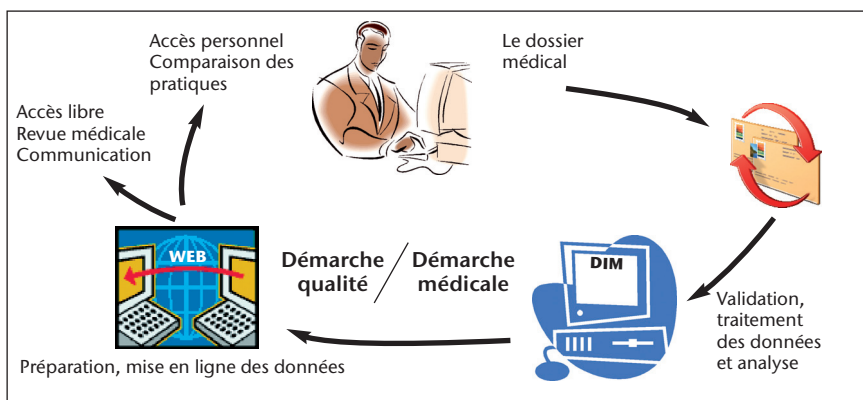 Accès personnel
Comparaison des
pratiques
Le dossier
médical
Accès libre
Revue médicale
Communication
WEB
Démarche
qualité
/
Démarche
médicale
DIM
Validation,
traitement
des données
et analyse
Préparation, mise en ligne des données